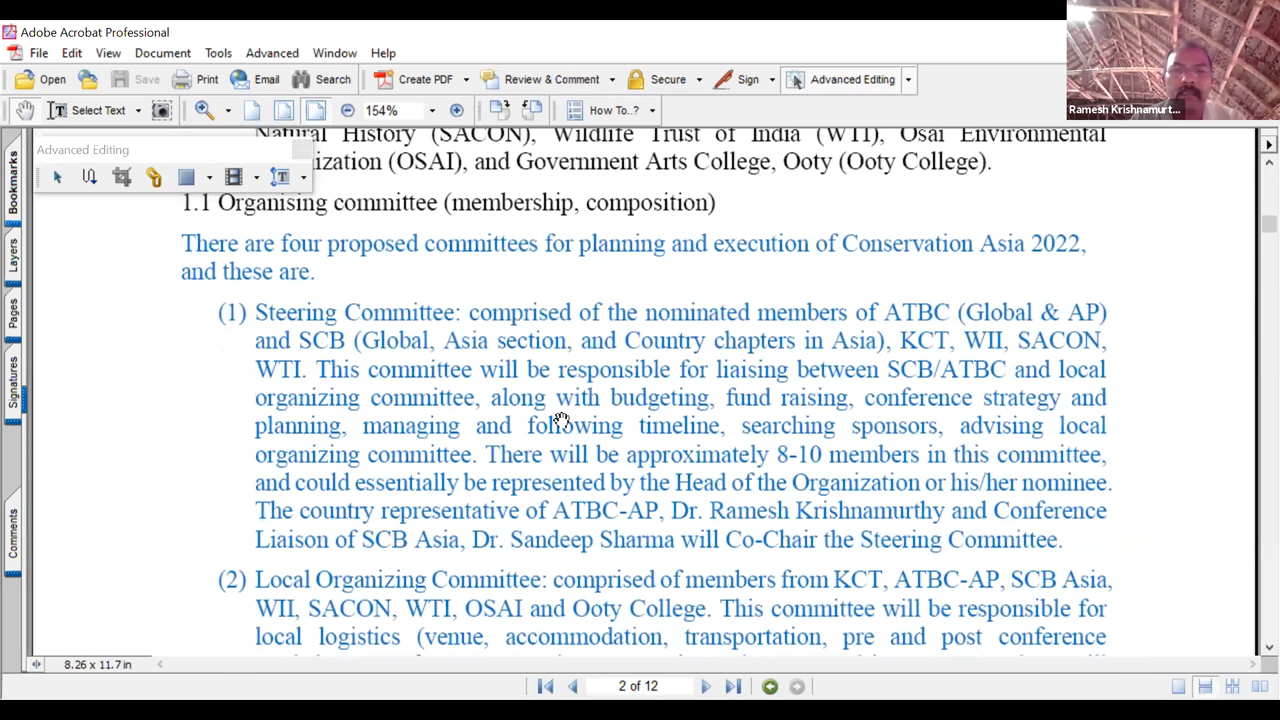 Adobe Acrobat Professional
Ramesh Krishnamurt...
File Edit View Document Tools Advanced Window Help
Open Save Print Email Search Create PDF Review & Comment Secure Sign Advanced Editing
Select Text 154% How To..?
Natural History (SACON), Wildlife Trust of India (WTI), Osai Environmental
Advanced Editing
ization (OSAI), and Government Arts College, Ooty (Ooty College).
1.1 Organising committee (membership, composition)
There are four proposed committees for planning and execution of Conservation Asia 2022,
and these are.
(1) Steering Committee: comprised of the nominated members of ATBC (Global & AP)
and SCB (Global, Asia section, and Country chapters in Asia), KCT, WII, SACON,
WTI. This committee will be responsible for liaising between SCB/ATBC and local
organizing committee, along with budgeting, fund raising, conference strategy and
planning, managing and following timeline, searching sponsors, advising local
organizing committee. There will be approximately 8-10 members in this committee,
and could essentially be represented by the Head of the Organization or his/her nominee.
The country representative of ATBC-AP, Dr. Ramesh Krishnamurthy and Conference
Liaison of SCB Asia, Dr. Sandeep Sharma will Co-Chair the Steering Committee.
(2) Local Organizing Committee: comprised of members from KCT, ATBC-AP, SCB Asia,
WII, SACON, WTI, OSAI and Ooty College. This committee will be responsible for
local logistics (venue, accommodation, transportation, pre and post conference
Bookmarks
Layers
Pages
Signatures
Comments
8.26 x 11.7 in
2 of 12